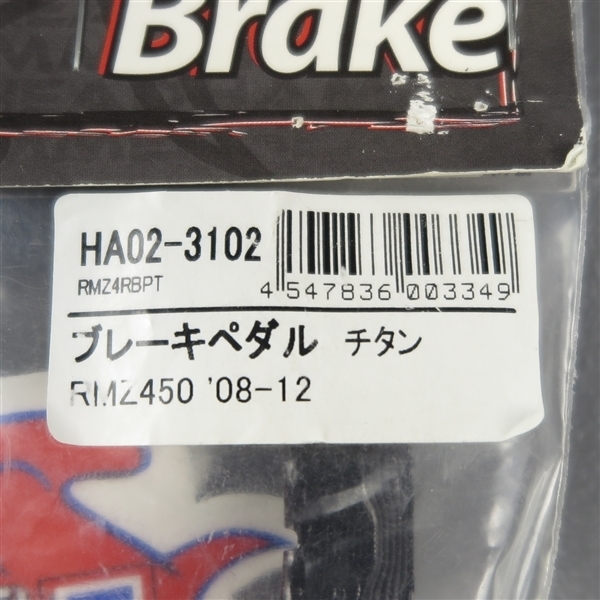 Brake
HA02-3102
RMZ4RBPT
4 547836 003349
ブレーキペダル チタン
RMZ450 '08-12